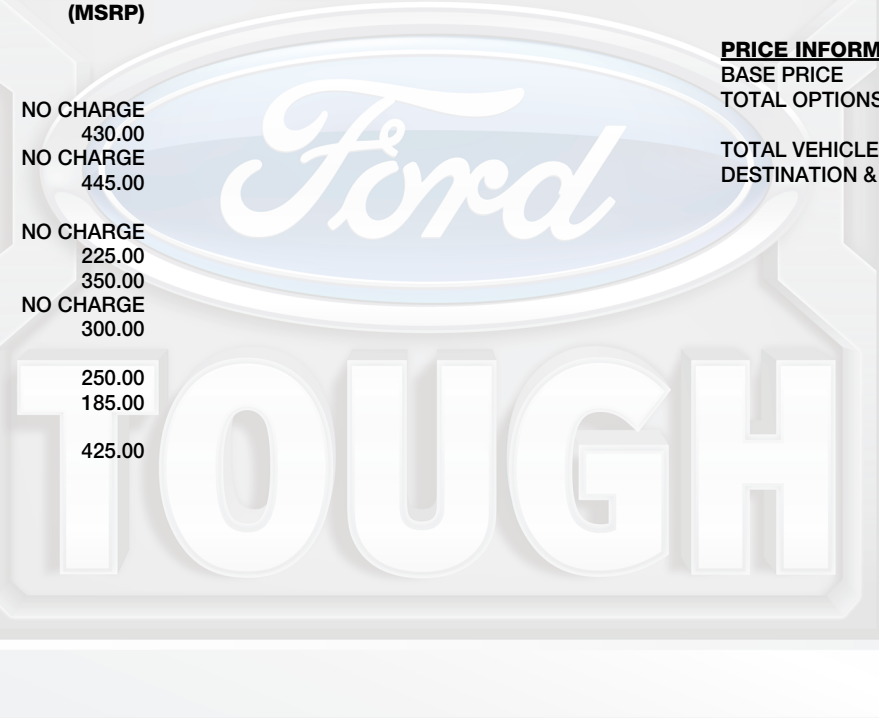 (MSRP)
NO CHARGE
430.00
NO CHARGE
445.00
NO CHARGE
225.00
350.00
NO CHARGE
300.00
250.00
185.00
425.00
PRICE INFORM
BASE PRICE
TOTAL OPTIONS
TOTAL VEHICLE
DESTINATION &
Ford
TOUGH